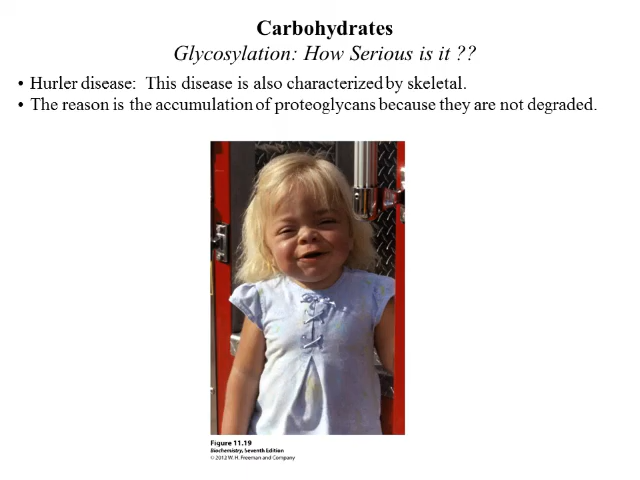 Carbohydrates
Glycosylation: How Serious is it ??
• Hurler disease: This disease is also characterized by skeletal.
• The reason is the accumulation of proteoglycans because they are not degraded.
Figure 11.19
Biochemistry, Seventh Edition
© 2012 W. H. Freeman and Company